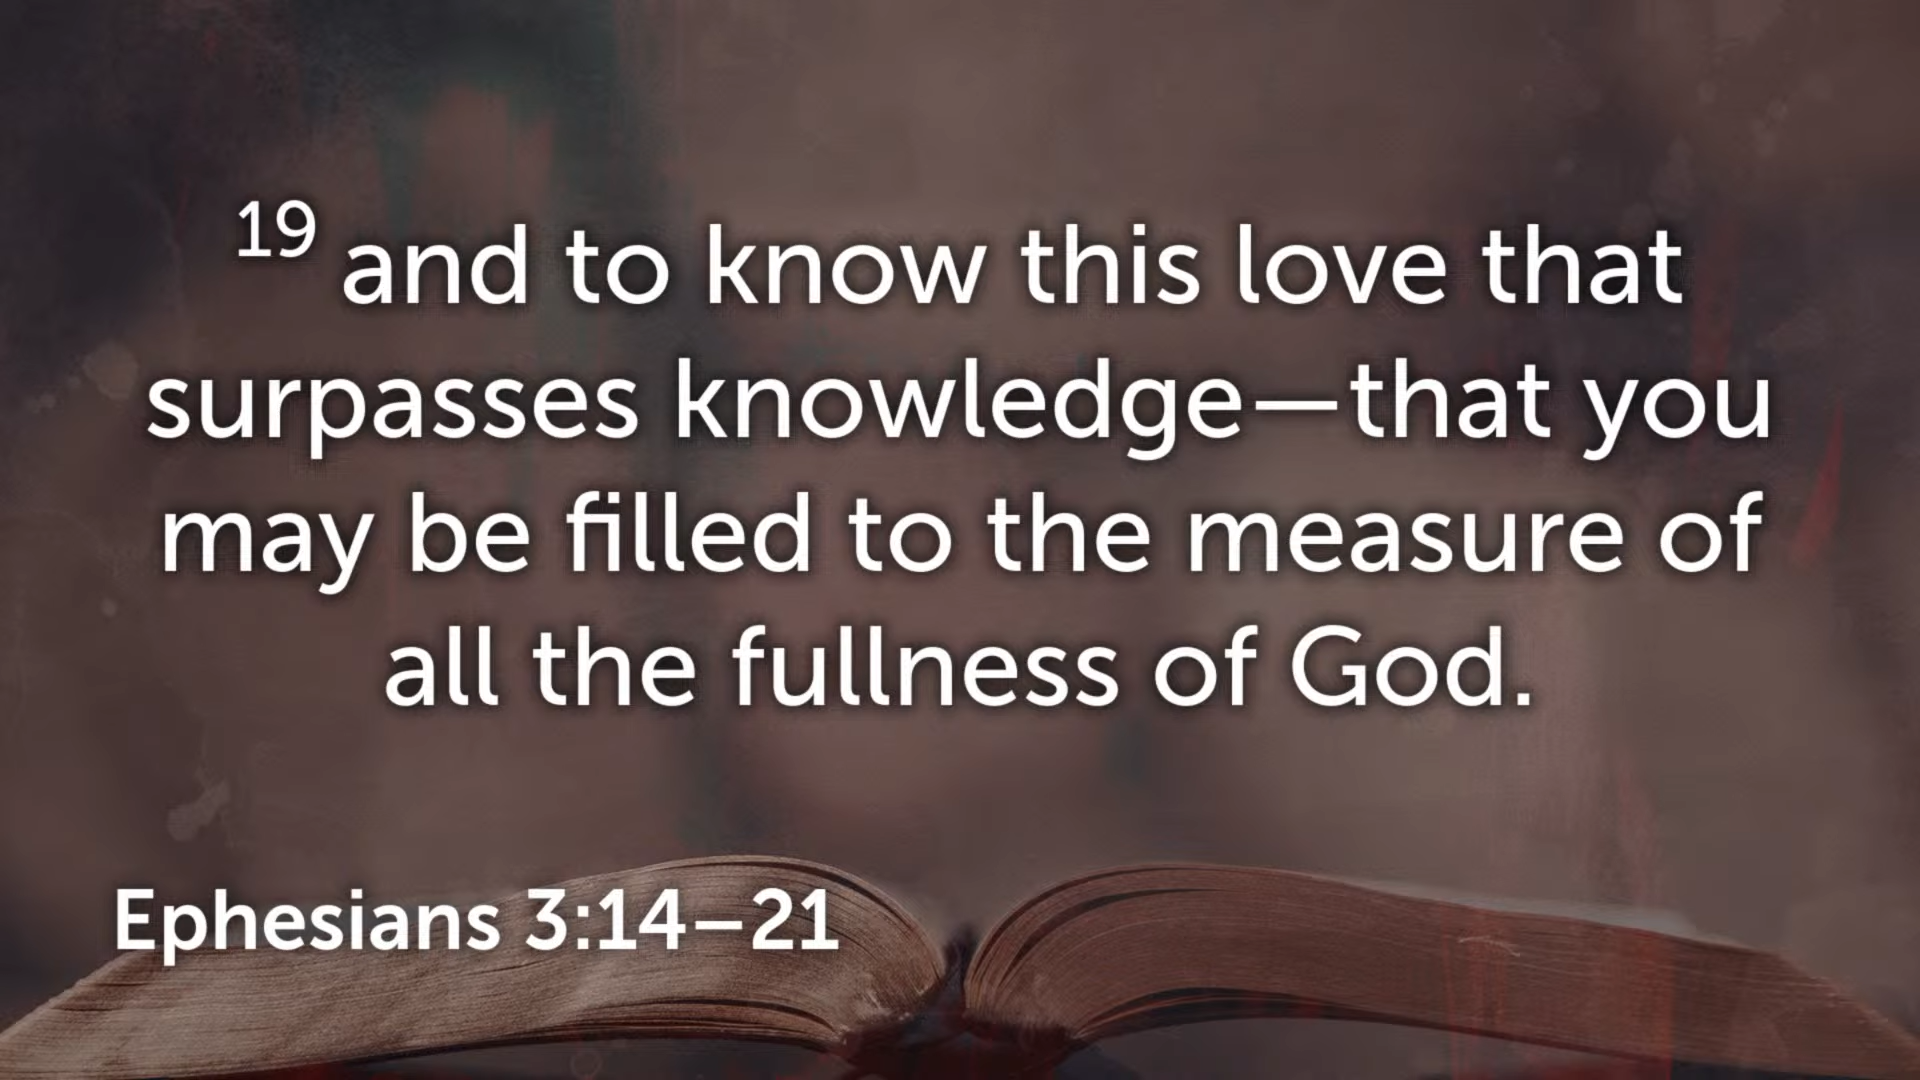 19 and to know this love that
surpasses knowledge—that you
may be filled to the measure of
all the fullness of God.
Ephesians 3:14–21